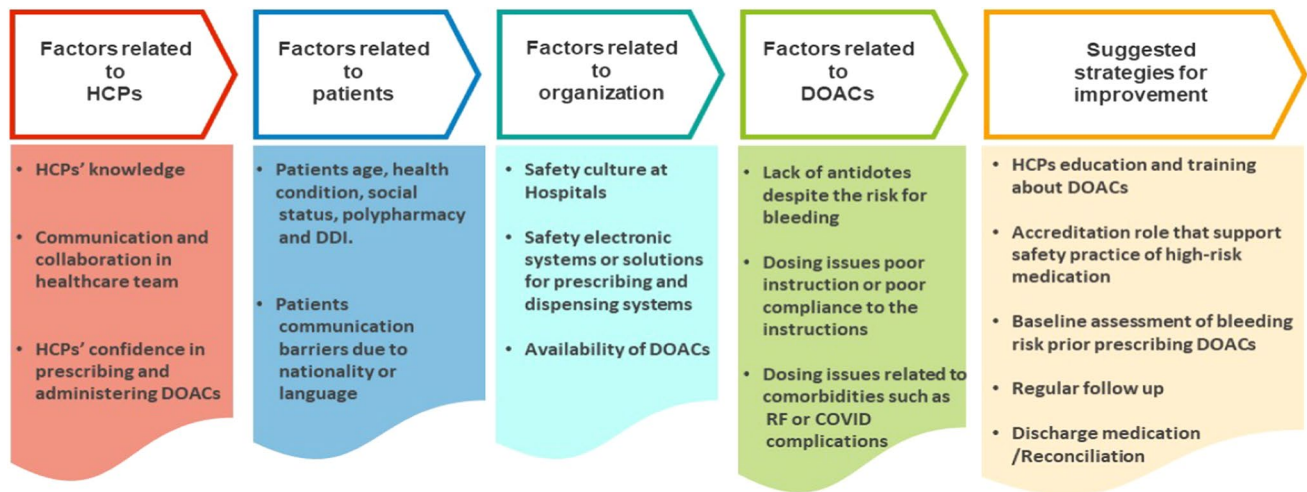 Factors related
to
HCPs
• HCPs' knowledge
• Communication and
collaboration in
healthcare team
• HCPs' confidence in
prescribing and
administering DOACs
Factors related
to
patients
• Patients age, health
condition, social
status, polypharmacy
and DDI.
• Patients
communication
barriers due to
nationality or
language
Factors related
to
organization
• Safety culture at
Hospitals
• Safety electronic
systems or solutions
for prescribing and
dispensing systems
• Availability of DOACs
Factors related
to
DOACs
• Lack of antidotes
despite the risk for
bleeding
• Dosing issues poor
instruction or poor
compliance to the
instructions
• Dosing issues related to
comorbidities such as
RF or COVID
complications
Suggested
strategies for
improvement
• HCPs education and training
about DOACs
• Accreditation role that support
safety practice of high-risk
medication
• Baseline assessment of bleeding
risk prior prescribing DOACs
• Regular follow up
• Discharge medication
/Reconciliation